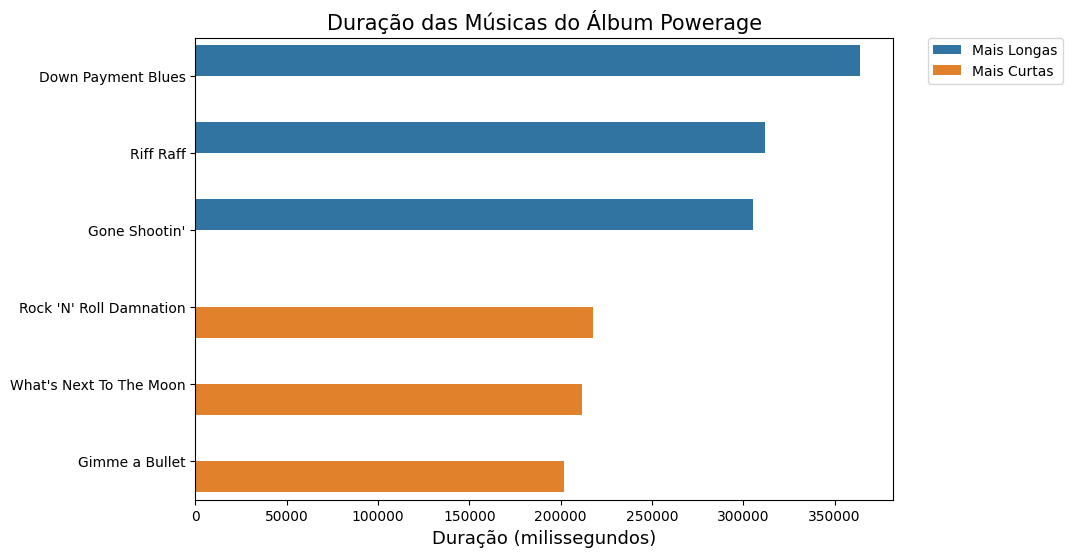 Duração das Músicas do Álbum Powerage
Mais Longas
Mais Curtas
Down Payment Blues
Riff Raff
Gone Shootin'
Rock 'N' Roll Damnation
What's Next To The Moon
Gimme a Bullet
0 50000 100000 150000 200000 250000 300000 350000
Duração (milissegundos)